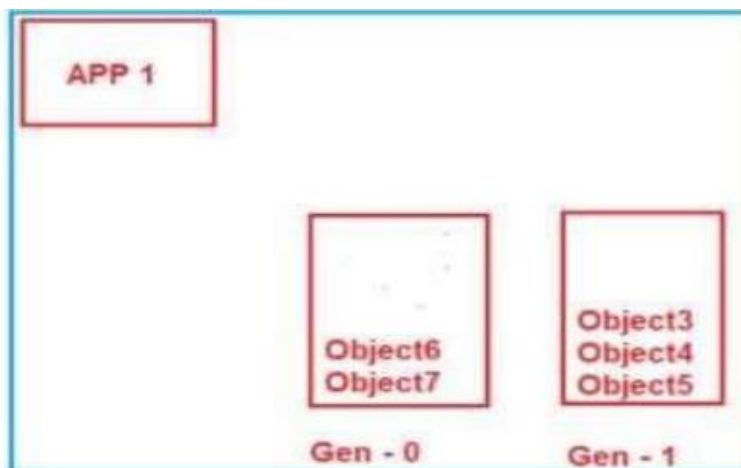 APP 1
Object6
Object7
Gen - 0
Object3
Object4
Object5
Gen - 1